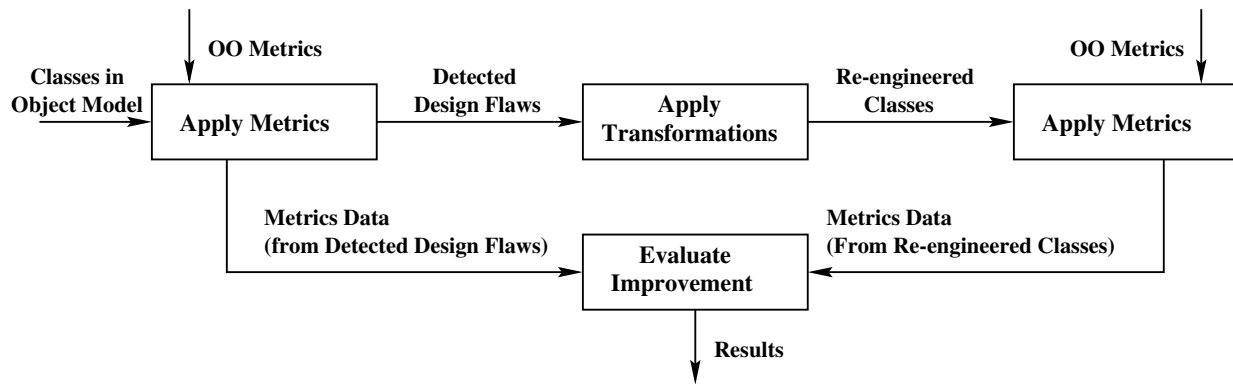 OO Metrics
OO Metrics
Classes in
Object Model
Detected
Design Flaws
Re-engineered
Classes
Apply Metrics
Apply
Transformations
Apply Metrics
Metrics Data
(from Detected Design Flaws)
Metrics Data
(From Re-engineered Classes)
Evaluate
Improvement
Results